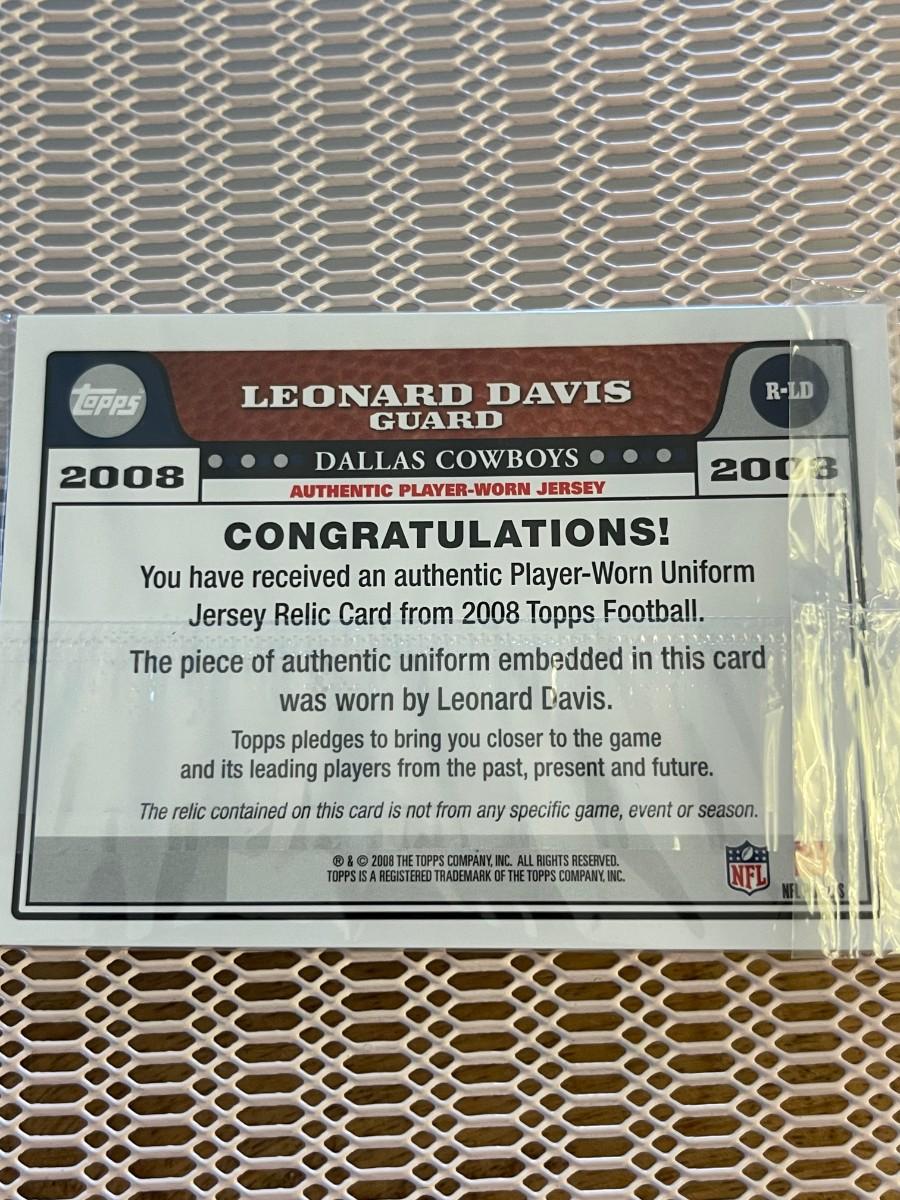 Topps
LEONARD DAVIS
GUARD
R-LD
2008
DALLAS COWBOYS
2008
AUTHENTIC PLAYER-WORN JERSEY
CONGRATULATIONS!
You have received an authentic Player-Worn Uniform
Jersey Relic Card from 2008 Topps Football.
The piece of authentic uniform embedded in this card
was worn by Leonard Davis.
Topps pledges to bring you closer to the game
and its leading players from the past, present and future.
The relic contained on this card is not from any specific game, event or season.
® & © 2008 THE TOPPS COMPANY, INC. ALL RIGHTS RESERVED.
TOPPS IS A REGISTERED TRADEMARK OF THE TOPPS COMPANY, INC.
NFL